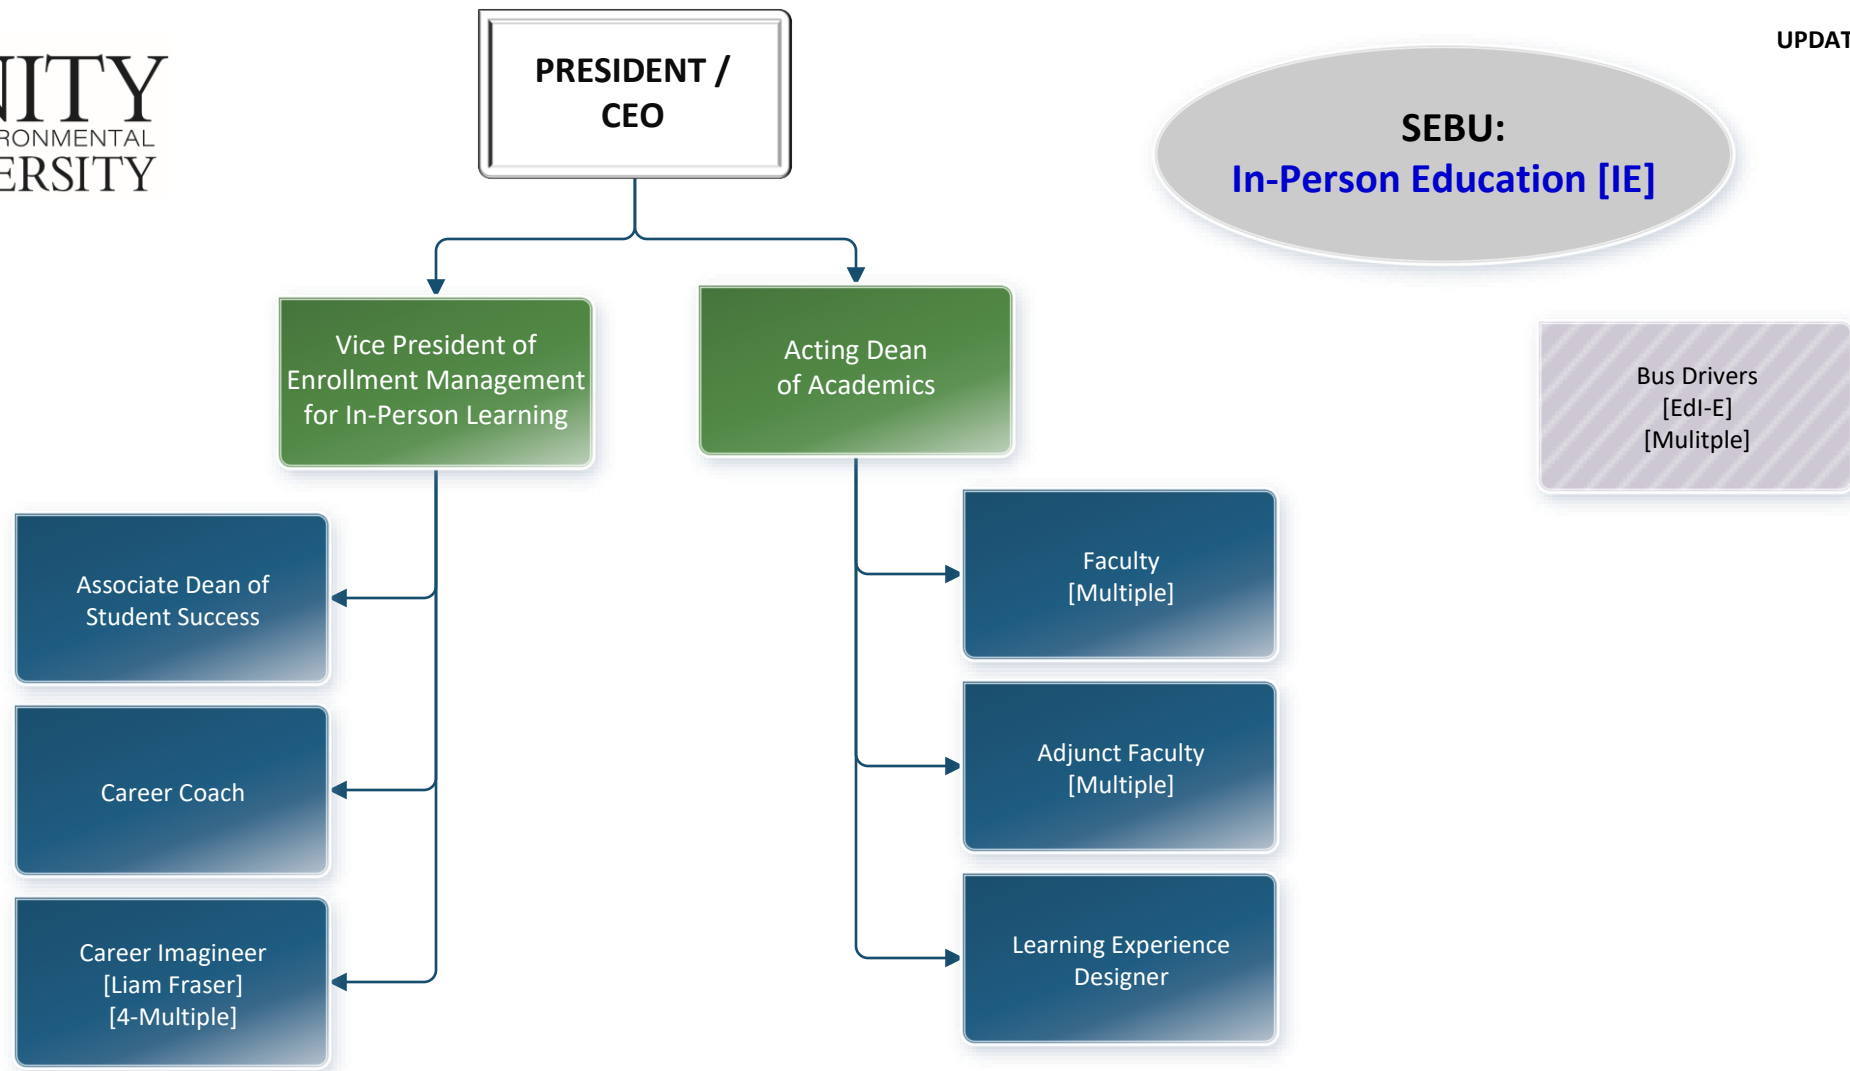 NITY
RONMENTAL
ERSITY
PRESIDENT /
CEO
UPDAT
SEBU:
In-Person Education [IE]
Vice President of
Enrollment Management
for In-Person Learning
Acting Dean
of Academics
Bus Drivers
[EdI-E]
[Mulitple]
Associate Dean of
Student Success
Career Coach
Career Imagineer
[Liam Fraser]
[4-Multiple]
Faculty
[Multiple]
Adjunct Faculty
[Multiple]
Learning Experience
Designer